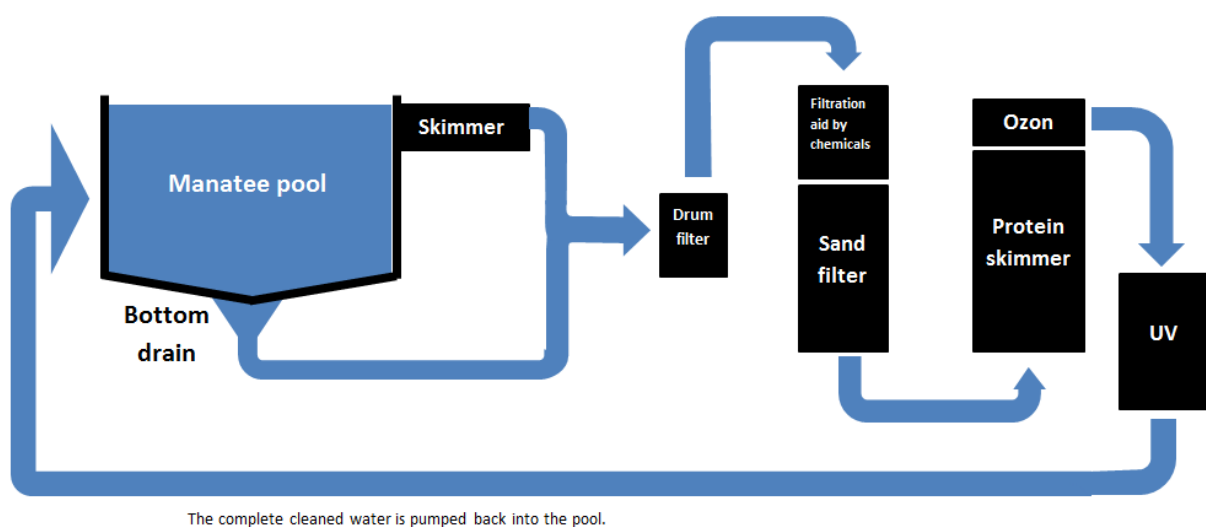 Manatee pool
Skimmer
Bottom
drain
Drum
filter
Filtration
aid by
chemicals
Sand
filter
Ozon
Protein
skimmer
UV
The complete cleaned water is pumped back into the pool.